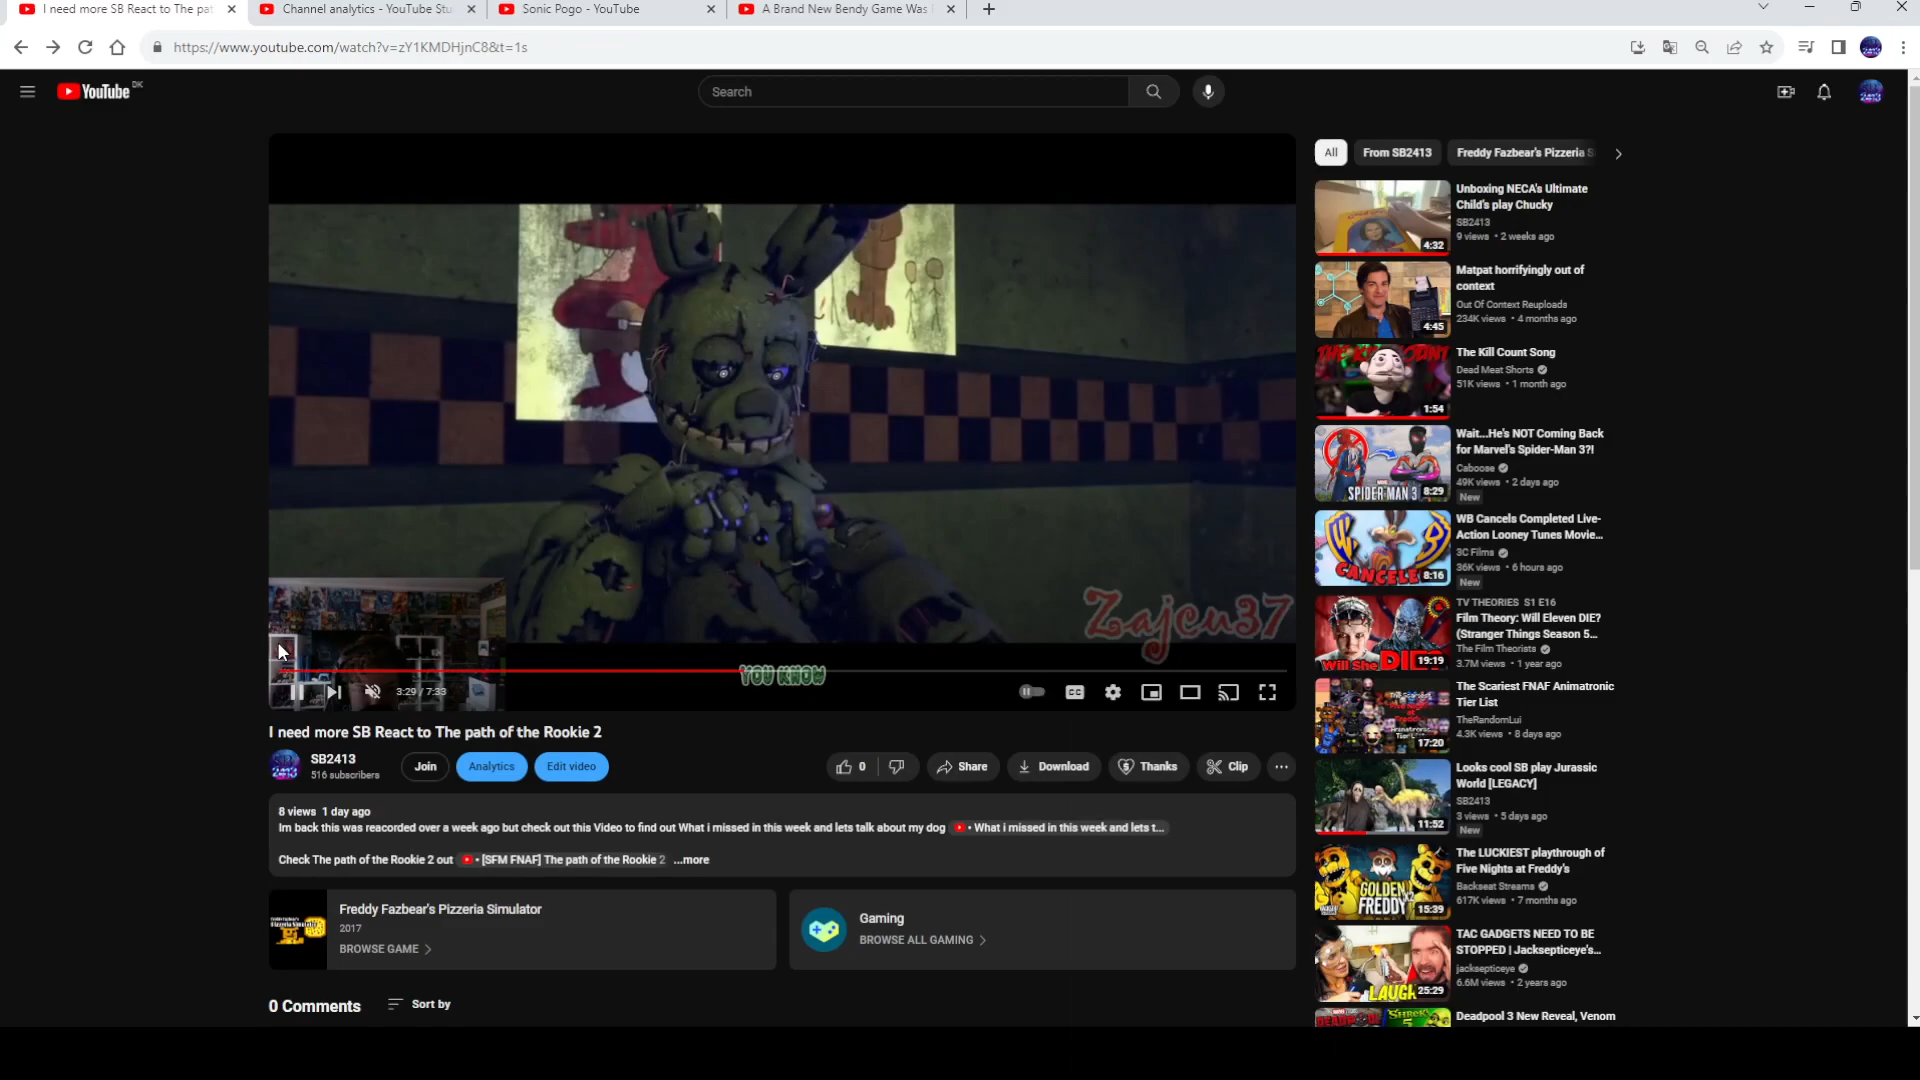 I need more SB React to The pat
Channel analytics - YouTube Stu
Sonic Pogo - YouTube
A Brand New Bendy Game Was
https://www.youtube.com/watch?v=zY1KMDHjnC8&t=1s
YouTube DK
Search
All
From SB2413
Freddy Fazbear's Pizzeria S
Unboxing NECA's Ultimate
Child's play Chucky
SB2413
9 views • 2 weeks ago
4:32
Matpat horrifyingly out of
context
Out Of Context Reuploads
234K views • 4 months ago
4:45
The Kill Count Song
Dead Meat Shorts
51K views • 1 month ago
1:54
Wait...He's NOT Coming Back
for Marvel's Spider-Man 3?!
Caboose
49K views • 2 days ago
New
SPIDER-MAN 3
8:29
WB Cancels Completed Live-
Action Looney Tunes Movie...
3C Films
36K views • 6 hours ago
New
CANCELE
8:16
TV THEORIES S1 E16
Film Theory: Will Eleven DIE?
(Stranger Things Season 5...
The Film Theorists
3.7M views • 1 year ago
Will She DIE
19:19
The Scariest FNAF Animatronic
Tier List
TheRandomLui
4.3K views • 8 days ago
17:20
Looks cool SB play Jurassic
World [LEGACY]
SB2413
3 views • 5 days ago
New
11:52
The LUCKIEST playthrough of
Five Nights at Freddy's
Backseat Streams
617K views • 7 months ago
GOLDEN
FREDDY x2
15:39
TAC GADGETS NEED TO BE
STOPPED | Jacksepticeye's...
jacksepticeye
6.6M views • 2 years ago
LAUGH
25:29
Deadpool 3 New Reveal, Venom
SHREK 5
Zajcu37
YOU KNOW
3:29 / 7:33
CC
I need more SB React to The path of the Rookie 2
SB2413
516 subscribers
Join
Analytics
Edit video
0
Share
Download
Thanks
Clip
8 views 1 day ago
Im back this was reacorded over a week ago but check out this Video to find out What i missed in this week and lets talk about my dog • What i missed in this week and lets t...
Check The path of the Rookie 2 out • [SFM FNAF] The path of the Rookie 2 ...more
Freddy Fazbear's Pizzeria Simulator
2017
BROWSE GAME
Gaming
BROWSE ALL GAMING
0 Comments
Sort by